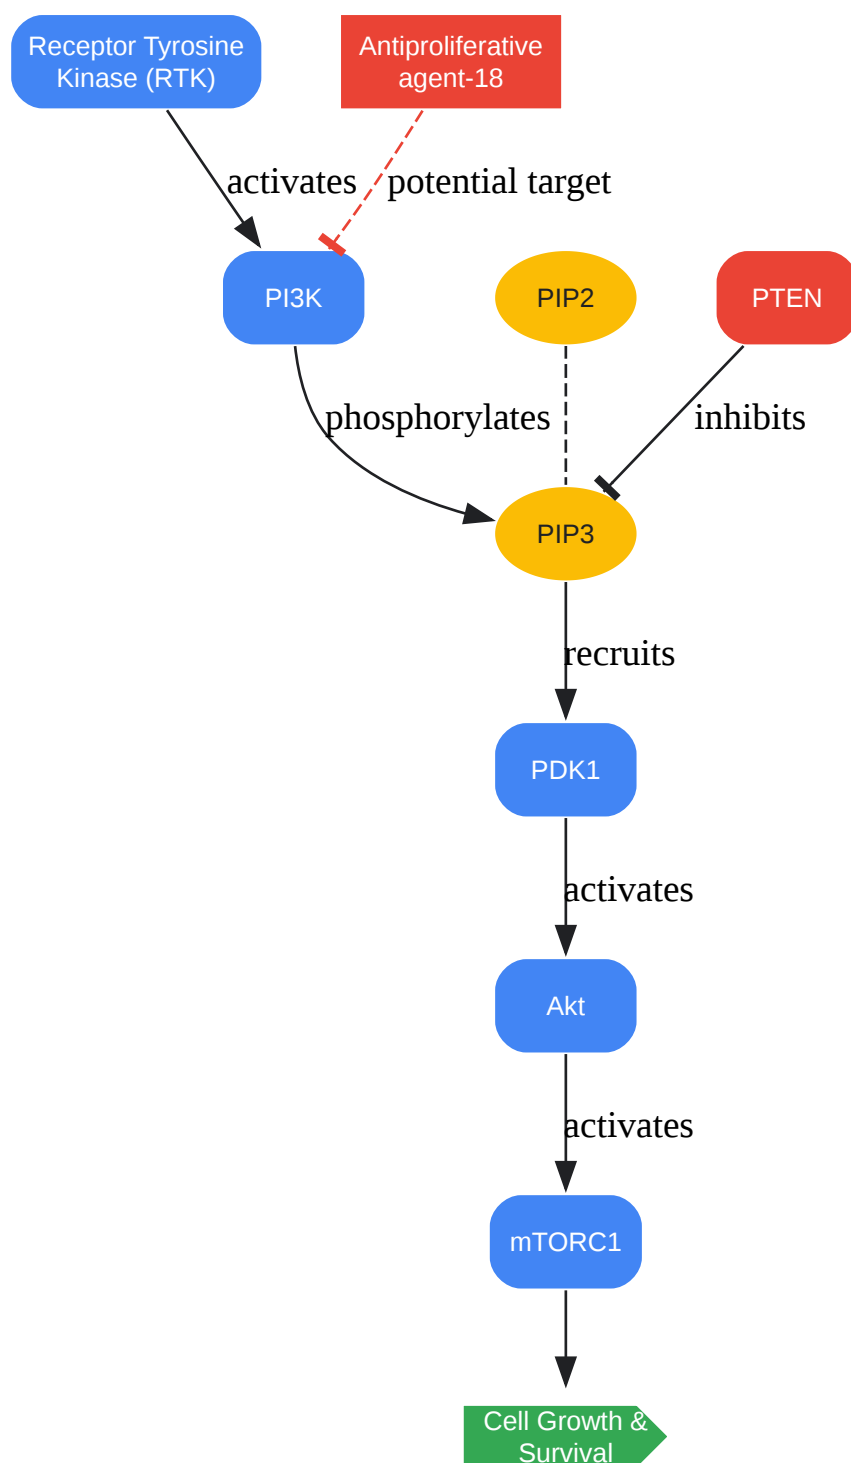 Receptor Tyrosine
Kinase (RTK)
Antiproliferative
agent-18
activates
potential target
PI3K
PIP2
PTEN
phosphorylates
inhibits
PIP3
recruits
PDK1
activates
Akt
activates
mTORC1
Cell Growth &
Survival